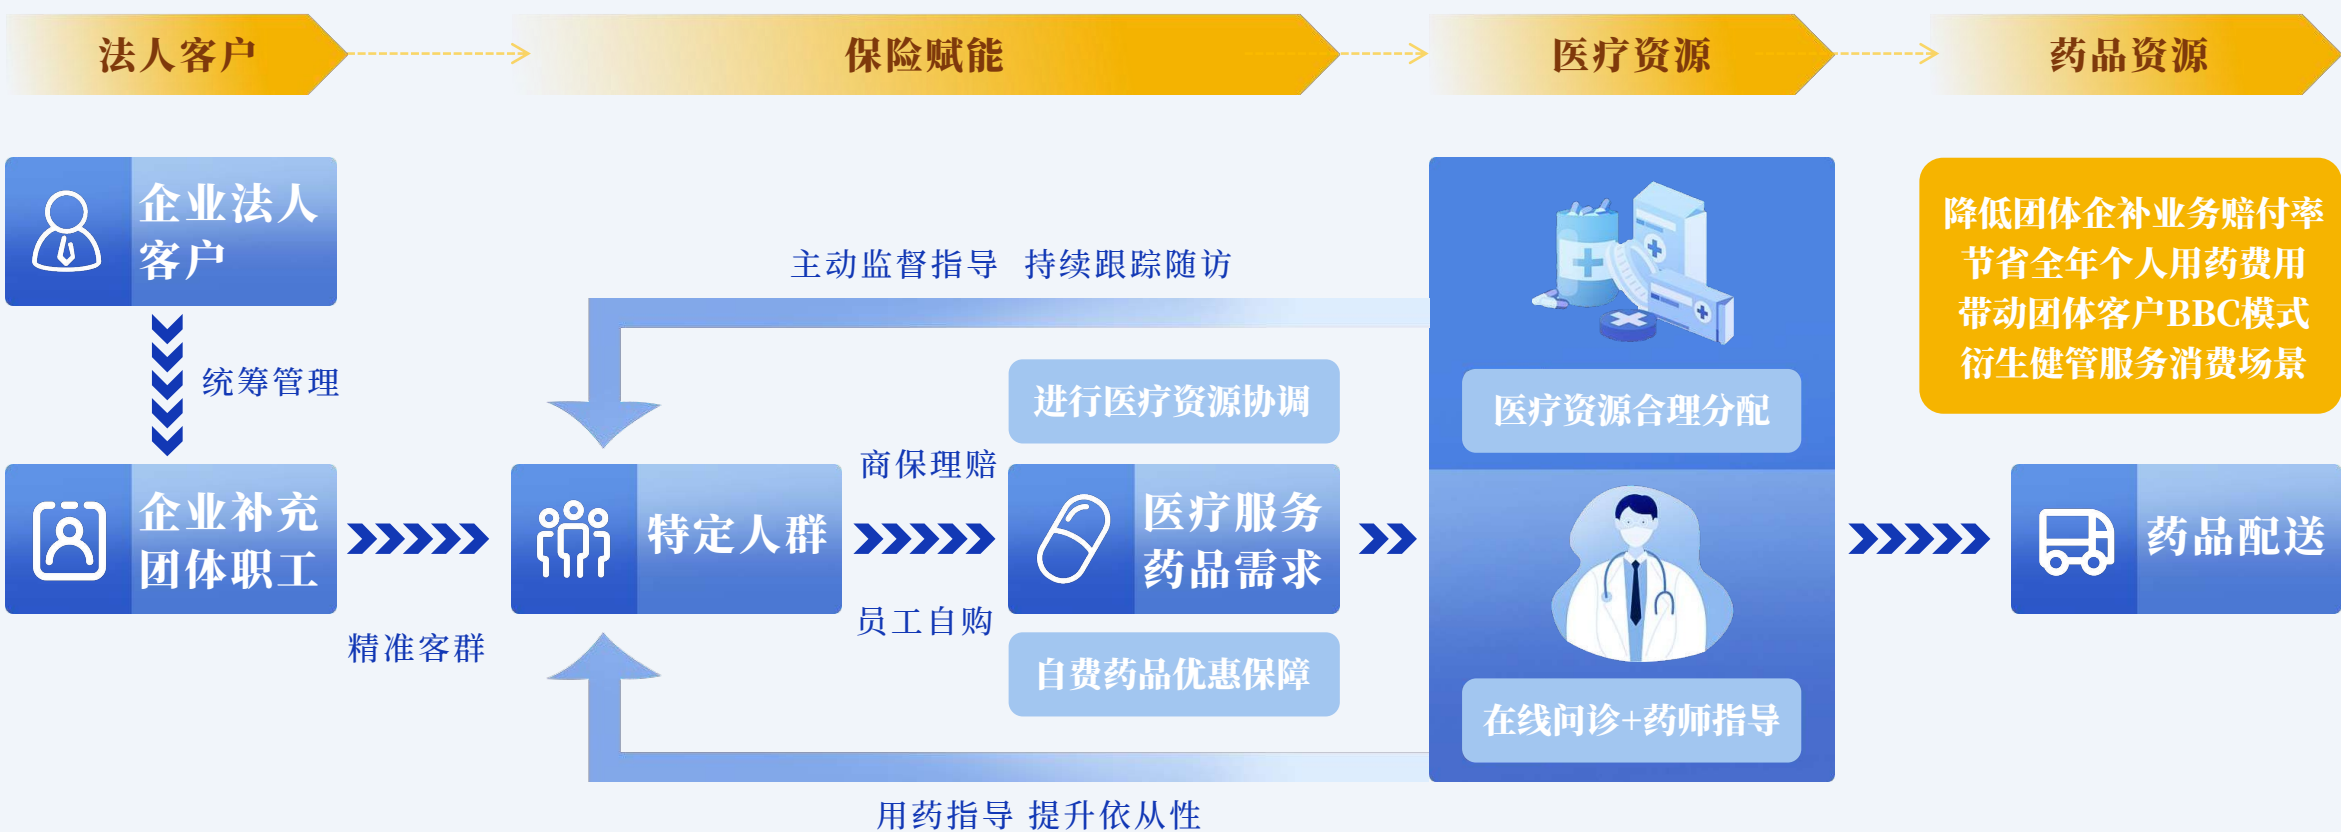 法人客户
保险赋能
医疗资源
药品资源
企业法人
客户
统筹管理
企业补充
团体职工
精准客群
主动监督指导 持续跟踪随访
特定人群
商保理赔
员工自购
进行医疗资源协调
医疗服务
药品需求
自费药品优惠保障
用药指导 提升依从性
医疗资源合理分配
在线问诊+药师指导
降低团体企补业务赔付率
节省全年个人用药费用
带动团体客户BBC模式
衍生健管服务消费场景
药品配送